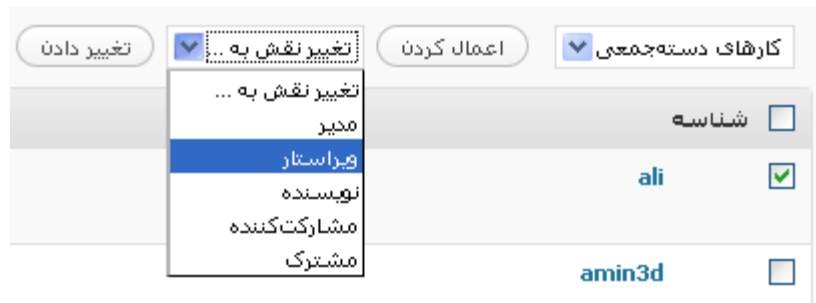 کارهای دسته‌جمعی اعمال کردن تغییر نقش به ... تغییر دادن
تغییر نقش به ...
مدیر
شناسه
ویراستار
ali
نویسنده
مشارکت‌کننده
مشترک
amin3d